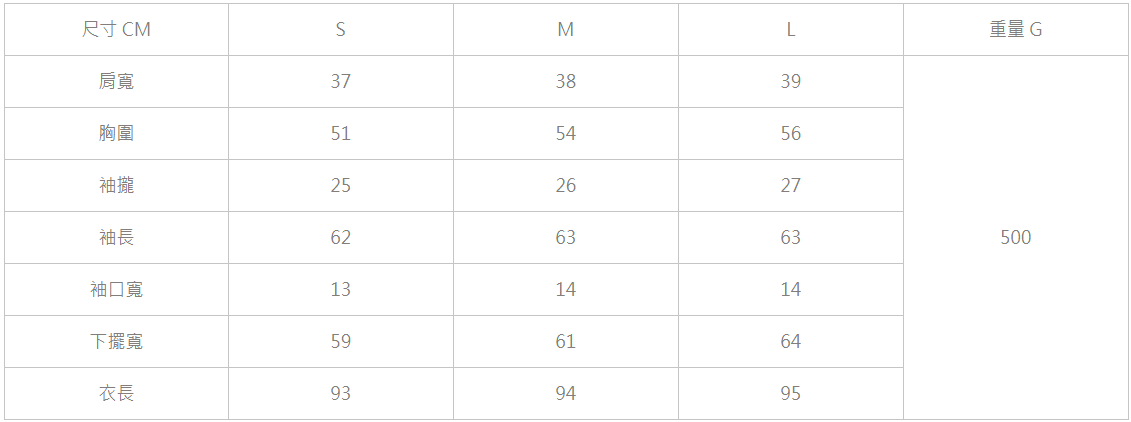 尺寸 CM S M L 重量 G
肩寬 37 38 39
胸圍 51 54 56
袖攏 25 26 27
袖長 62 63 63 500
袖口寬 13 14 14
下擺寬 59 61 64
衣長 93 94 95